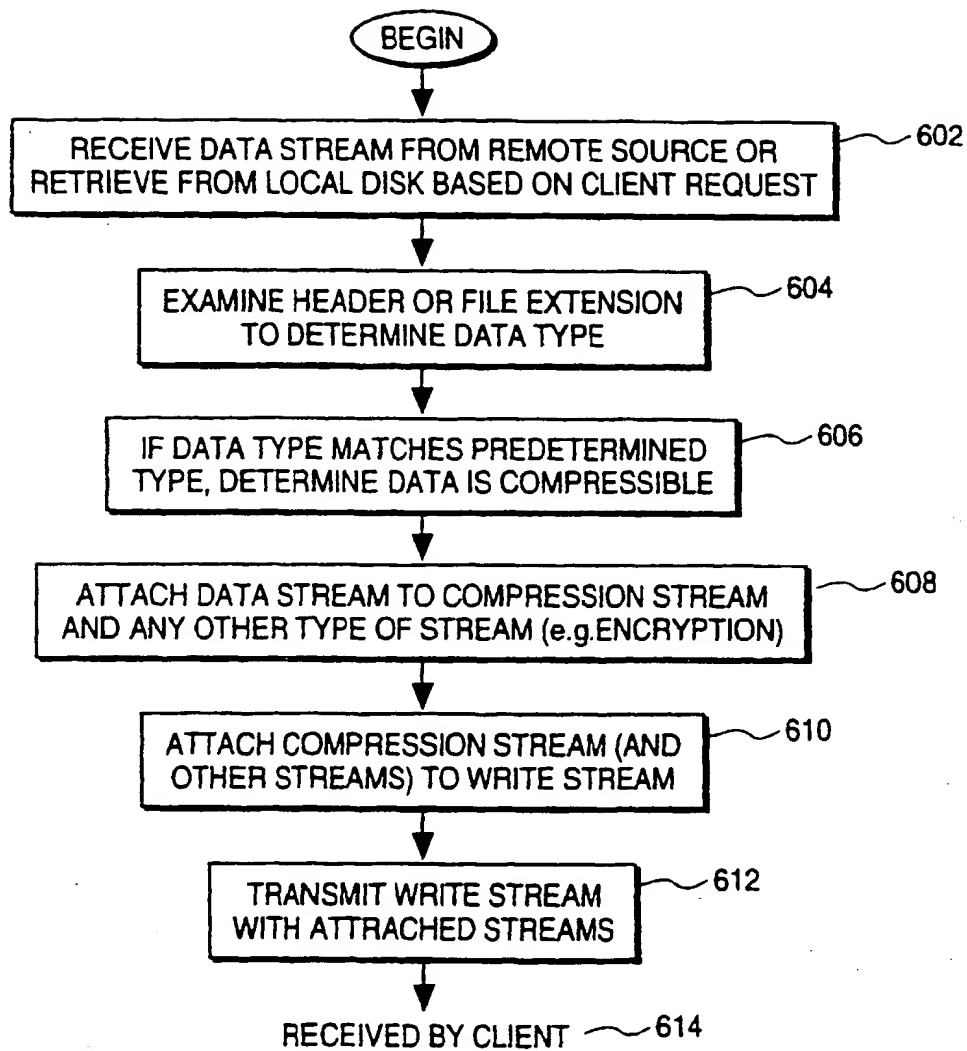 BEGIN
RECEIVE DATA STREAM FROM REMOTE SOURCE OR
RETRIEVE FROM LOCAL DISK BASED ON CLIENT REQUEST
602
EXAMINE HEADER OR FILE EXTENSION
TO DETERMINE DATA TYPE
604
IF DATA TYPE MATCHES PREDETERMINED
TYPE, DETERMINE DATA IS COMPRESSIBLE
606
ATTACH DATA STREAM TO COMPRESSION STREAM
AND ANY OTHER TYPE OF STREAM (e.g.ENCRYPTION)
608
ATTACH COMPRESSION STREAM (AND
OTHER STREAMS) TO WRITE STREAM
610
TRANSMIT WRITE STREAM
WITH ATTRACHED STREAMS
612
RECEIVED BY CLIENT
614